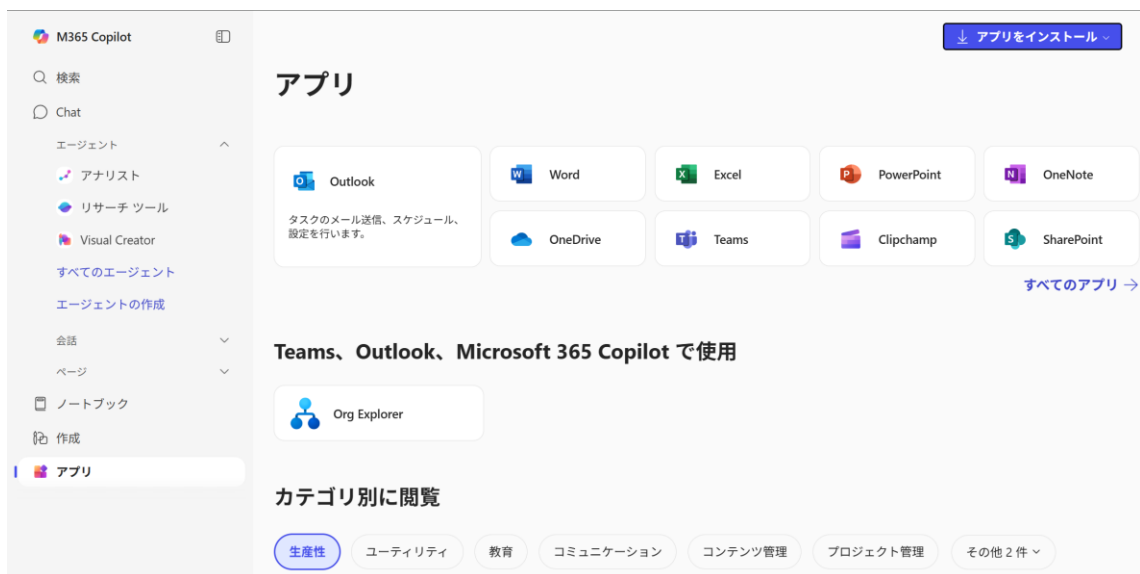 M365 Copilot
検索
Chat
エージェント
アナリスト
リサーチ ツール
Visual Creator
すべてのエージェント
エージェントの作成
会話
ページ
ノートブック
作成
アプリ
アプリをインストール
アプリ
Outlook
タスクのメール送信、スケジュール、
設定を行います。
Word
Excel
PowerPoint
OneNote
OneDrive
Teams
Clipchamp
SharePoint
すべてのアプリ
Teams、Outlook、Microsoft 365 Copilot で使用
Org Explorer
カテゴリ別に閲覧
生産性
ユーティリティ
教育
コミュニケーション
コンテンツ管理
プロジェクト管理
その他 2 件